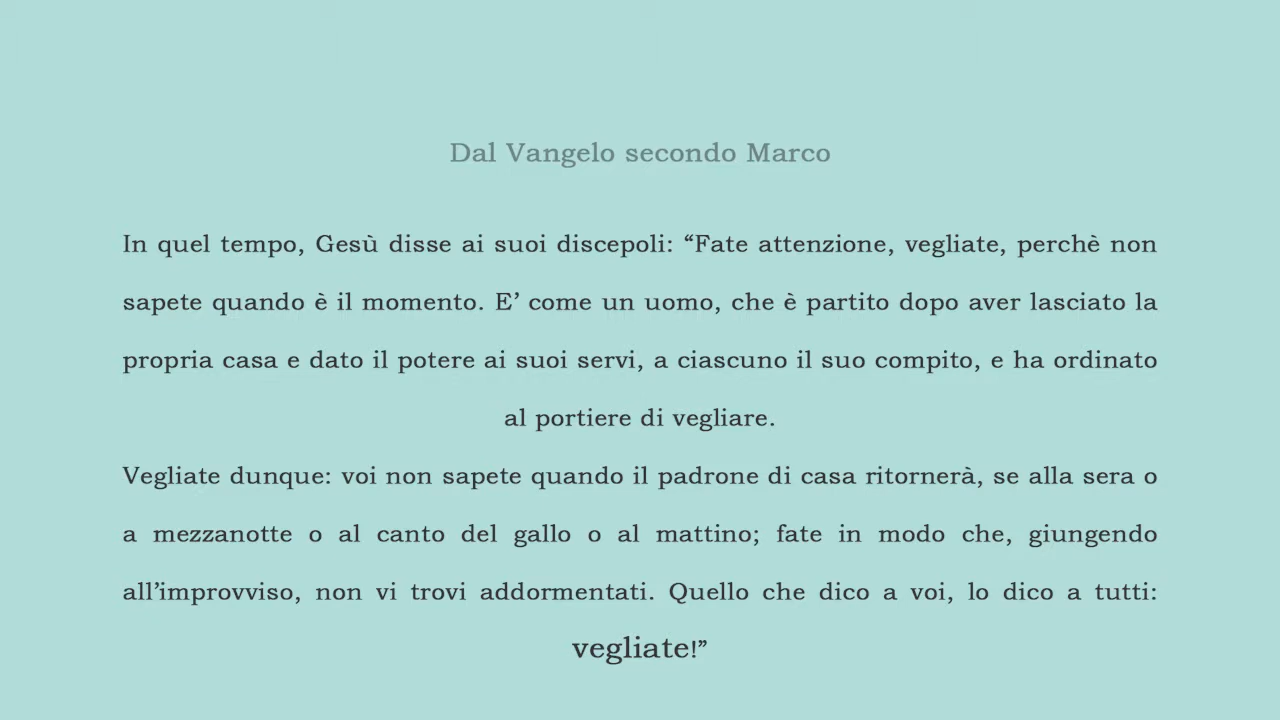 Dal Vangelo secondo Marco
In quel tempo, Gesù disse ai suoi discepoli: “Fate attenzione, vegliate, perchè non
sapete quando è il momento. E’ come un uomo, che è partito dopo aver lasciato la
propria casa e dato il potere ai suoi servi, a ciascuno il suo compito, e ha ordinato
al portiere di vegliare.
Vegliate dunque: voi non sapete quando il padrone di casa ritornerà, se alla sera o
a mezzanotte o al canto del gallo o al mattino; fate in modo che, giungendo
all’improvviso, non vi trovi addormentati. Quello che dico a voi, lo dico a tutti:
vegliate!”